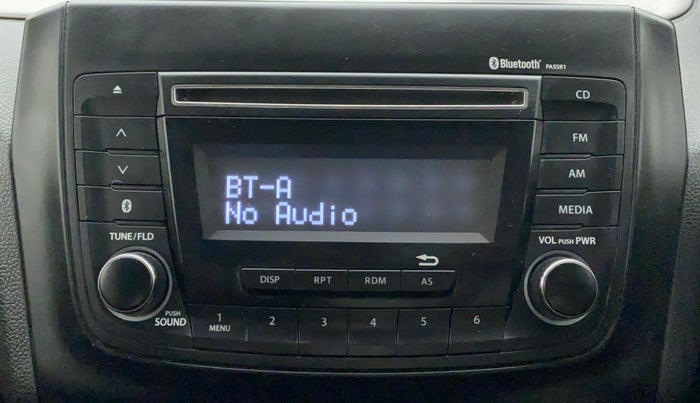 Bluetooth® PA5SR1
CD
FM
AM
MEDIA
BT-A
No Audio
TUNE/FLD
VOL PUSH PWR
DISP RPT RDM AS
PUSH
SOUND
1 2 3 4 5 6
MENU